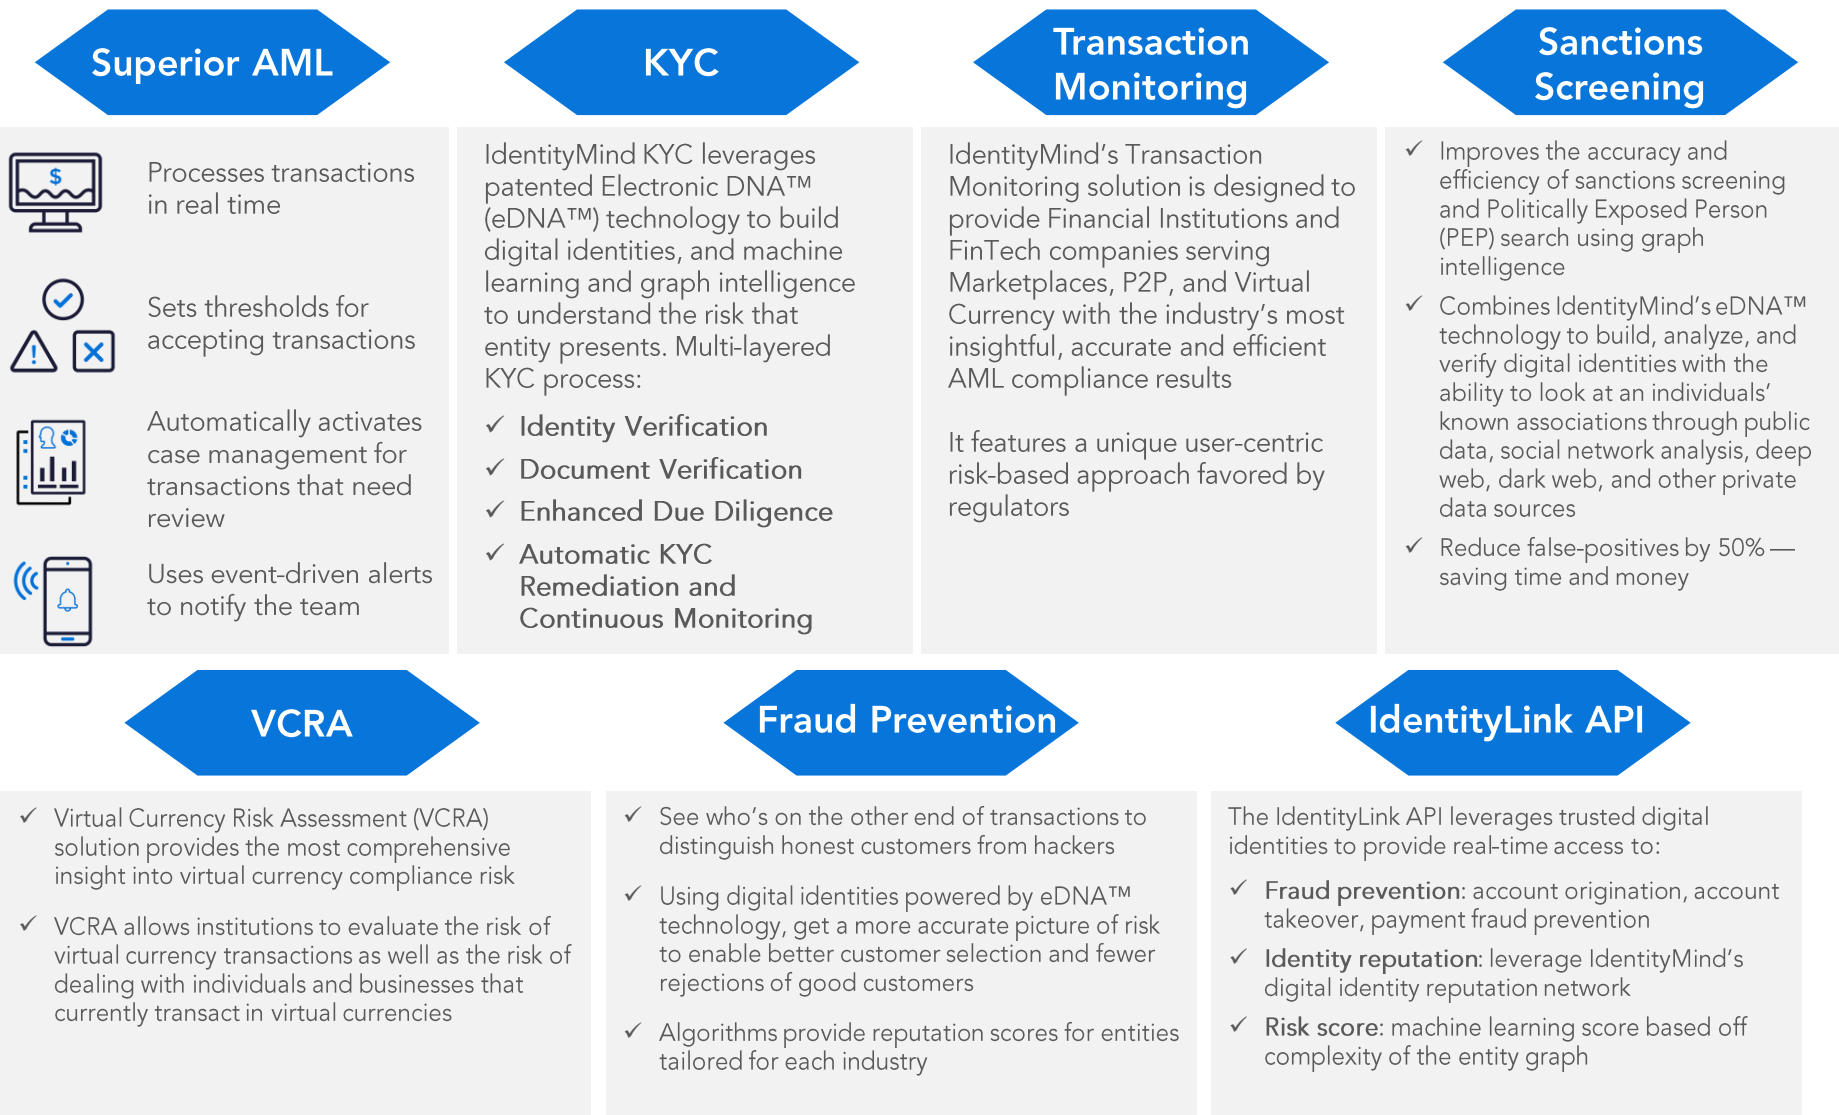 Superior AML
$
Processes transactions
in real time
Sets thresholds for
accepting transactions
Automatically activates
case management for
transactions that need
review
Uses event-driven alerts
to notify the team
KYC
IdentityMind KYC leverages
patented Electronic DNA™
(eDNA™) technology to build
digital identities, and machine
learning and graph intelligence
to understand the risk that
entity presents. Multi-layered
KYC process:
✓ Identity Verification
✓ Document Verification
✓ Enhanced Due Diligence
✓ Automatic KYC
Remediation and
Continuous Monitoring
Transaction
Monitoring
IdentityMind’s Transaction
Monitoring solution is designed to
provide Financial Institutions and
FinTech companies serving
Marketplaces, P2P, and Virtual
Currency with the industry’s most
insightful, accurate and efficient
AML compliance results
It features a unique user-centric
risk-based approach favored by
regulators
Sanctions
Screening
✓ Improves the accuracy and
efficiency of sanctions screening
and Politically Exposed Person
(PEP) search using graph
intelligence
✓ Combines IdentityMind’s eDNA™
technology to build, analyze, and
verify digital identities with the
ability to look at an individuals’
known associations through public
data, social network analysis, deep
web, dark web, and other private
data sources
✓ Reduce false-positives by 50% —
saving time and money
VCRA
✓ Virtual Currency Risk Assessment (VCRA)
solution provides the most comprehensive
insight into virtual currency compliance risk
✓ VCRA allows institutions to evaluate the risk of
virtual currency transactions as well as the risk of
dealing with individuals and businesses that
currently transact in virtual currencies
Fraud Prevention
✓ See who’s on the other end of transactions to
distinguish honest customers from hackers
✓ Using digital identities powered by eDNA™
technology, get a more accurate picture of risk
to enable better customer selection and fewer
rejections of good customers
✓ Algorithms provide reputation scores for entities
tailored for each industry
IdentityLink API
The IdentityLink API leverages trusted digital
identities to provide real-time access to:
✓ Fraud prevention: account origination, account
takeover, payment fraud prevention
✓ Identity reputation: leverage IdentityMind’s
digital identity reputation network
✓ Risk score: machine learning score based off
complexity of the entity graph